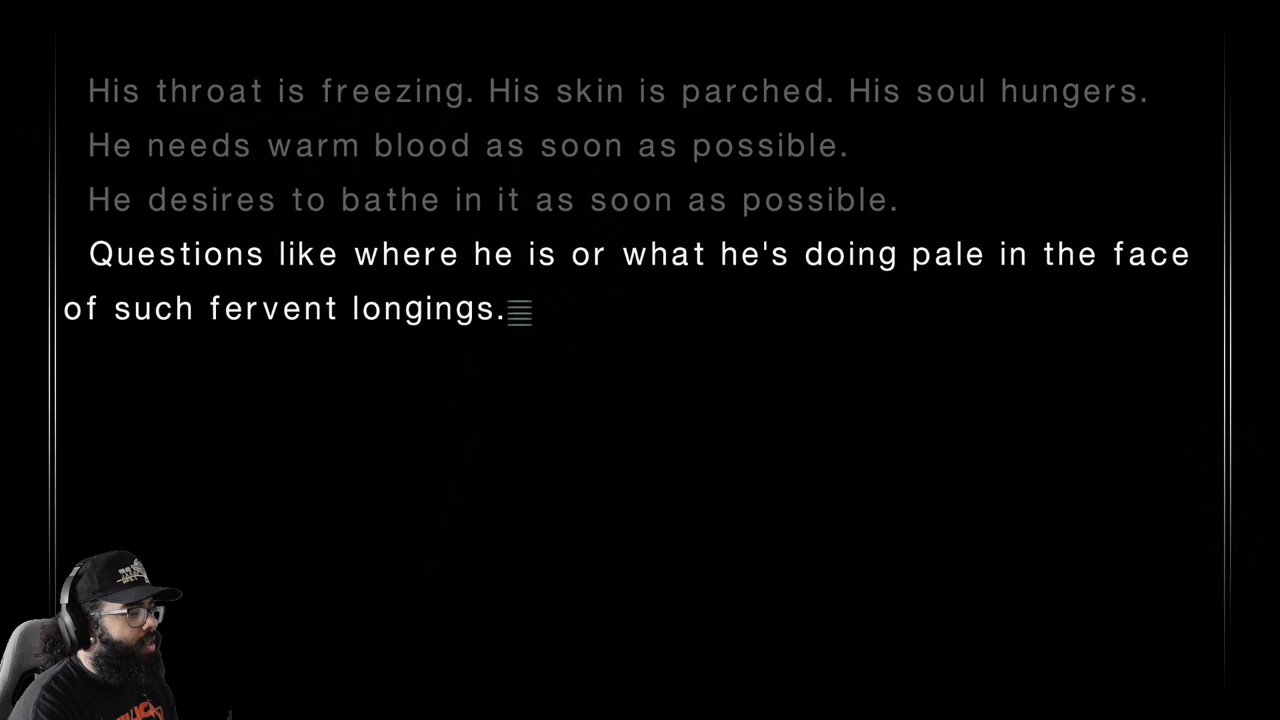 His throat is freezing. His skin is parched. His soul hungers.
He needs warm blood as soon as possible.
He desires to bathe in it as soon as possible.
Questions like where he is or what he's doing pale in the face
of such fervent longings.